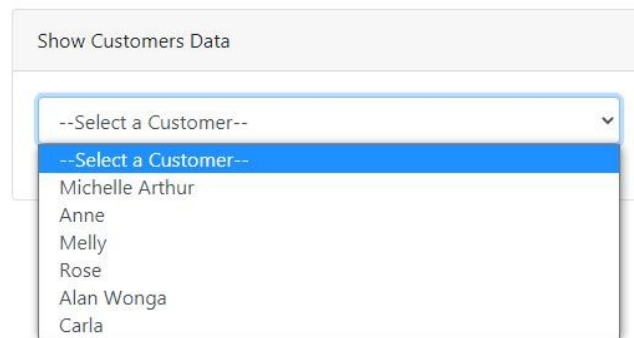 Show Customers Data
--Select a Customer--
--Select a Customer--
Michelle Arthur
Anne
Melly
Rose
Alan Wonga
Carla